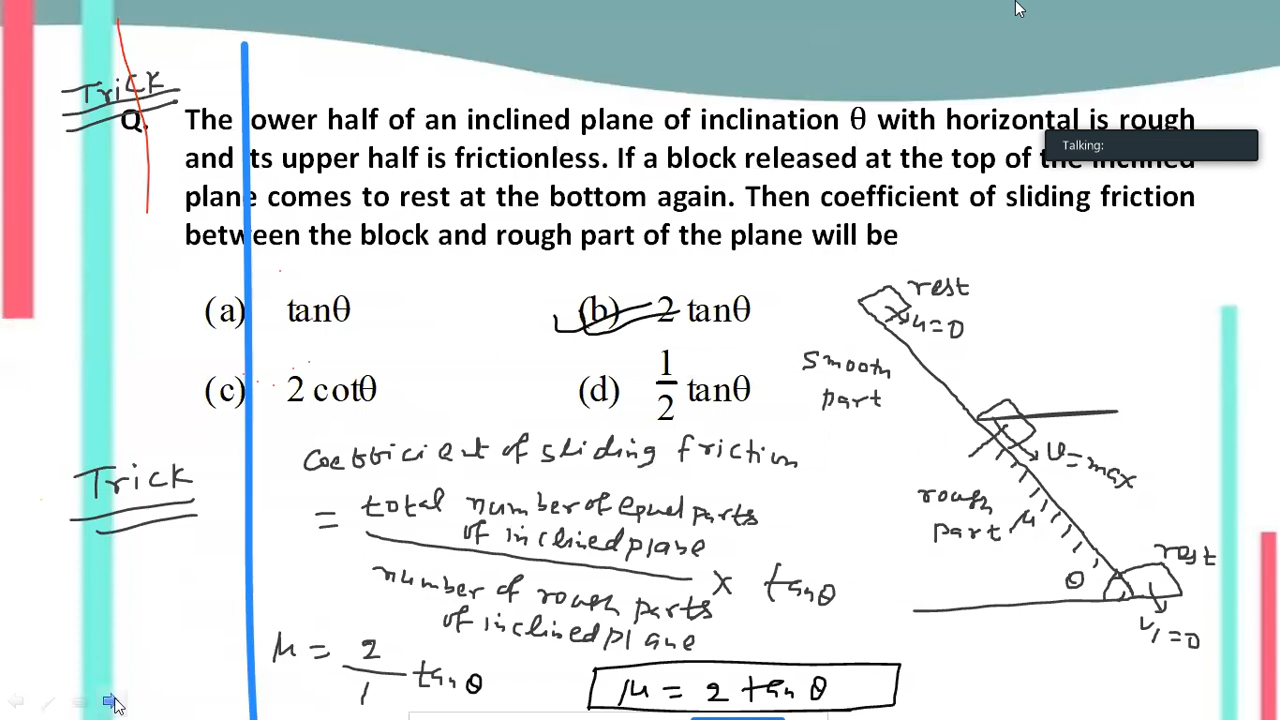 Trick
Q. The lower half of an inclined plane of inclination θ with horizontal is rough
and its upper half is frictionless. If a block released at the top of the inclined
plane comes to rest at the bottom again. Then coefficient of sliding friction
between the block and rough part of the plane will be
Talking:
(a) tanθ (b) 2 tanθ
(c) 2 cotθ (d) 1/2 tanθ
rest
u=0
smooth
part
v=max
rough
part μ
rest
θ
v₁=0
Trick
coefficient of sliding friction
= total number of equal parts
of inclined plane
number of rough parts
of inclined plane
× tanθ
μ = 2/1 tanθ
μ = 2 tanθ